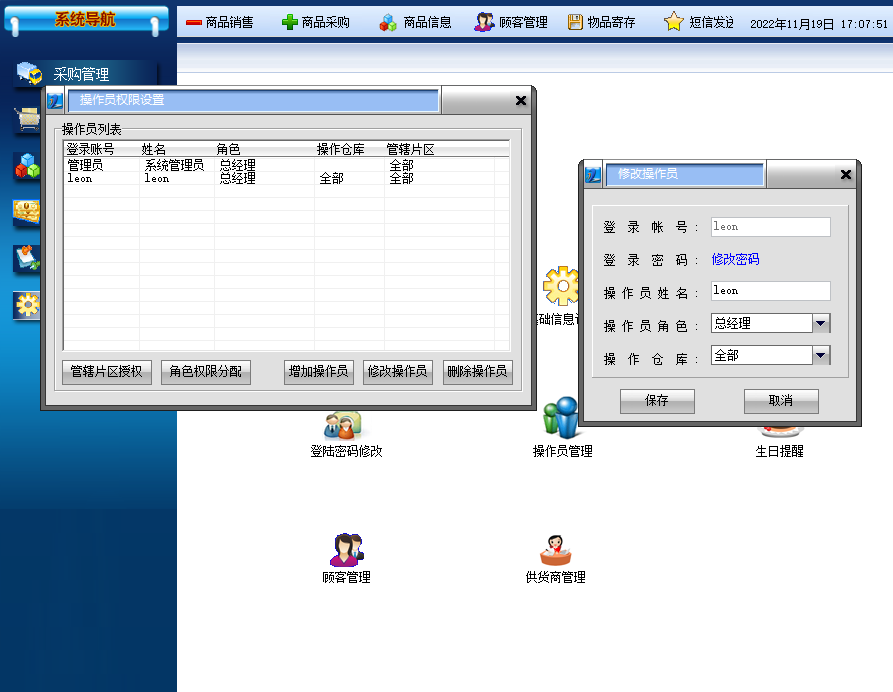 系统导航
商品销售 商品采购 商品信息 顾客管理 物品寄存 短信发送 2022年11月19日 17:07:51
采购管理
操作员权限设置
操作员列表
登录账号 姓名 角色 操作仓库 管辖片区
管理员 系统管理员 总经理 全部
leon leon 总经理 全部 全部
管辖片区授权 角色权限分配 增加操作员 修改操作员 删除操作员
修改操作员
登录帐号: leon
登录密码: 修改密码
操作员姓名: leon
操作员角色: 总经理
操作仓库: 全部
保存 取消
基础信息
登陆密码修改 操作员管理 生日提醒
顾客管理 供货商管理